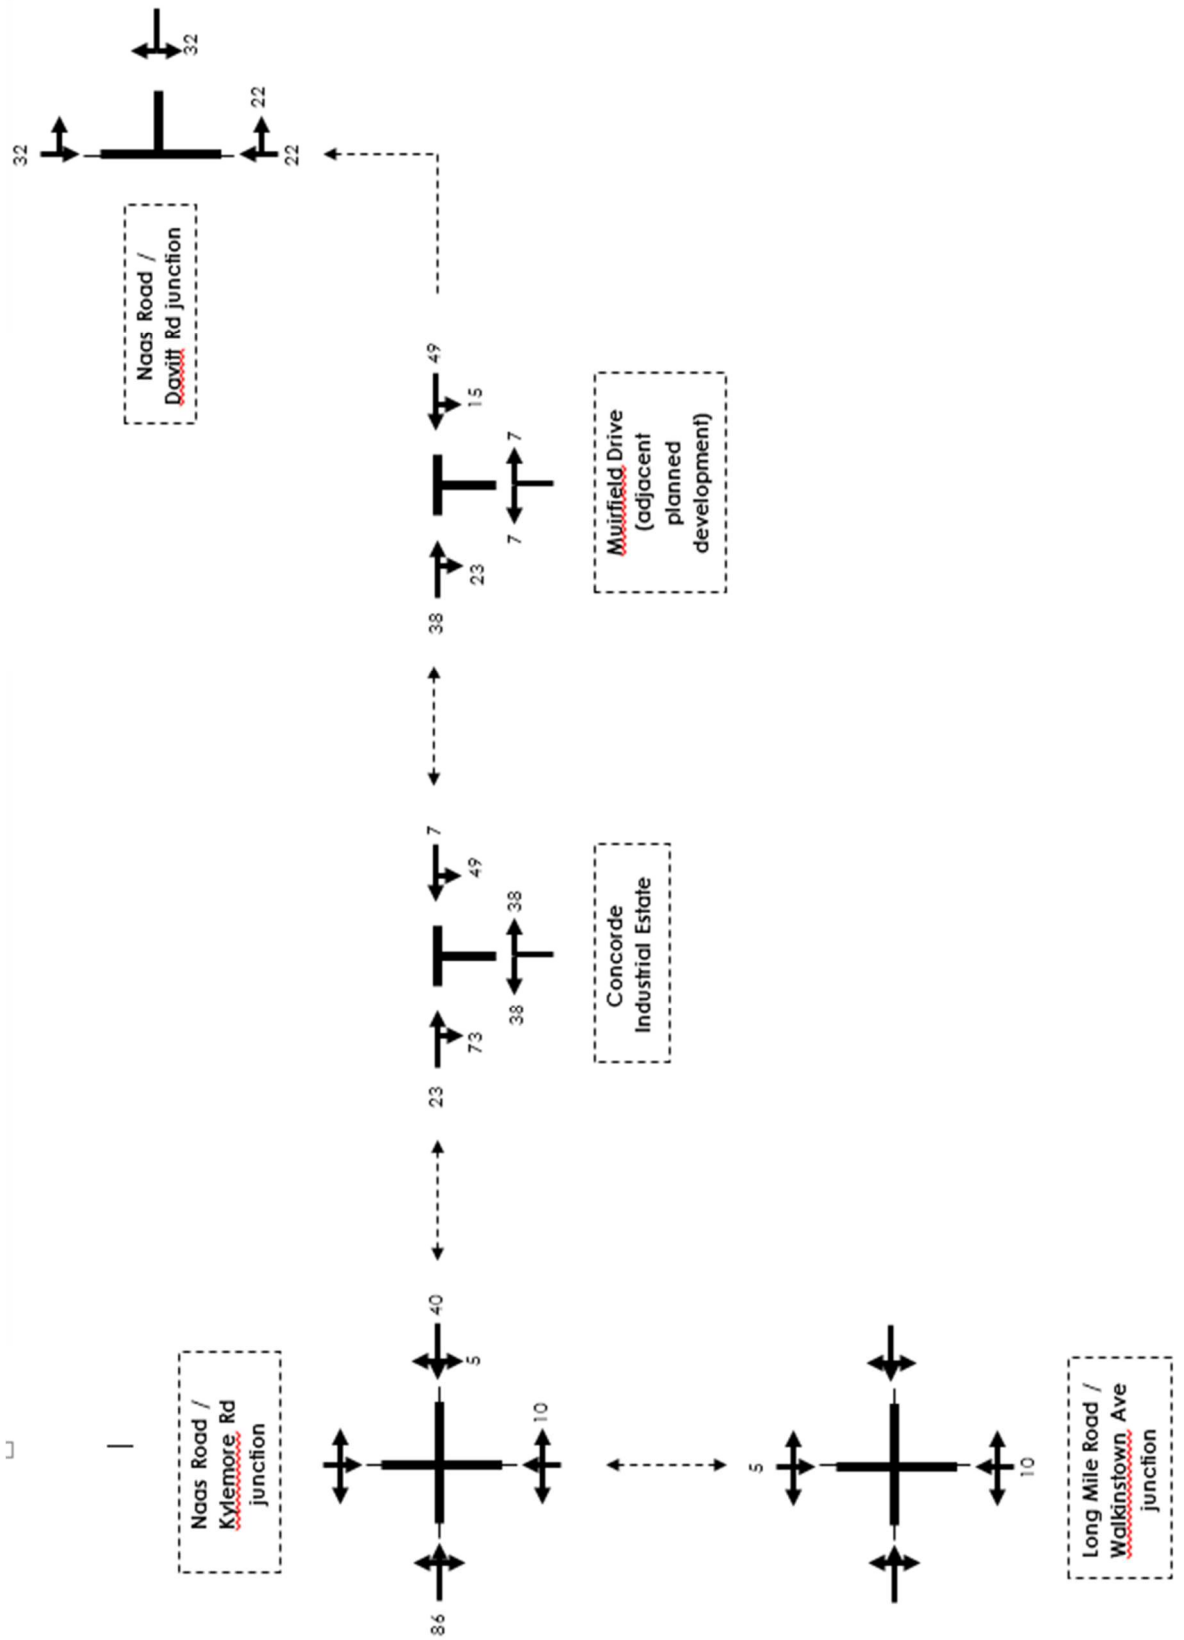 Naas Road /
Kylemore Rd
junction
86
40
5
10
Long Mile Road /
Walkinstown Ave
junction
5
10
23
73
7
49
38
38
Concorde
Industrial Estate
38
23
49
15
7
7
Muirfield Drive
(adjacent
planned
development)
Naas Road /
Davitt Rd junction
32
32
22
22